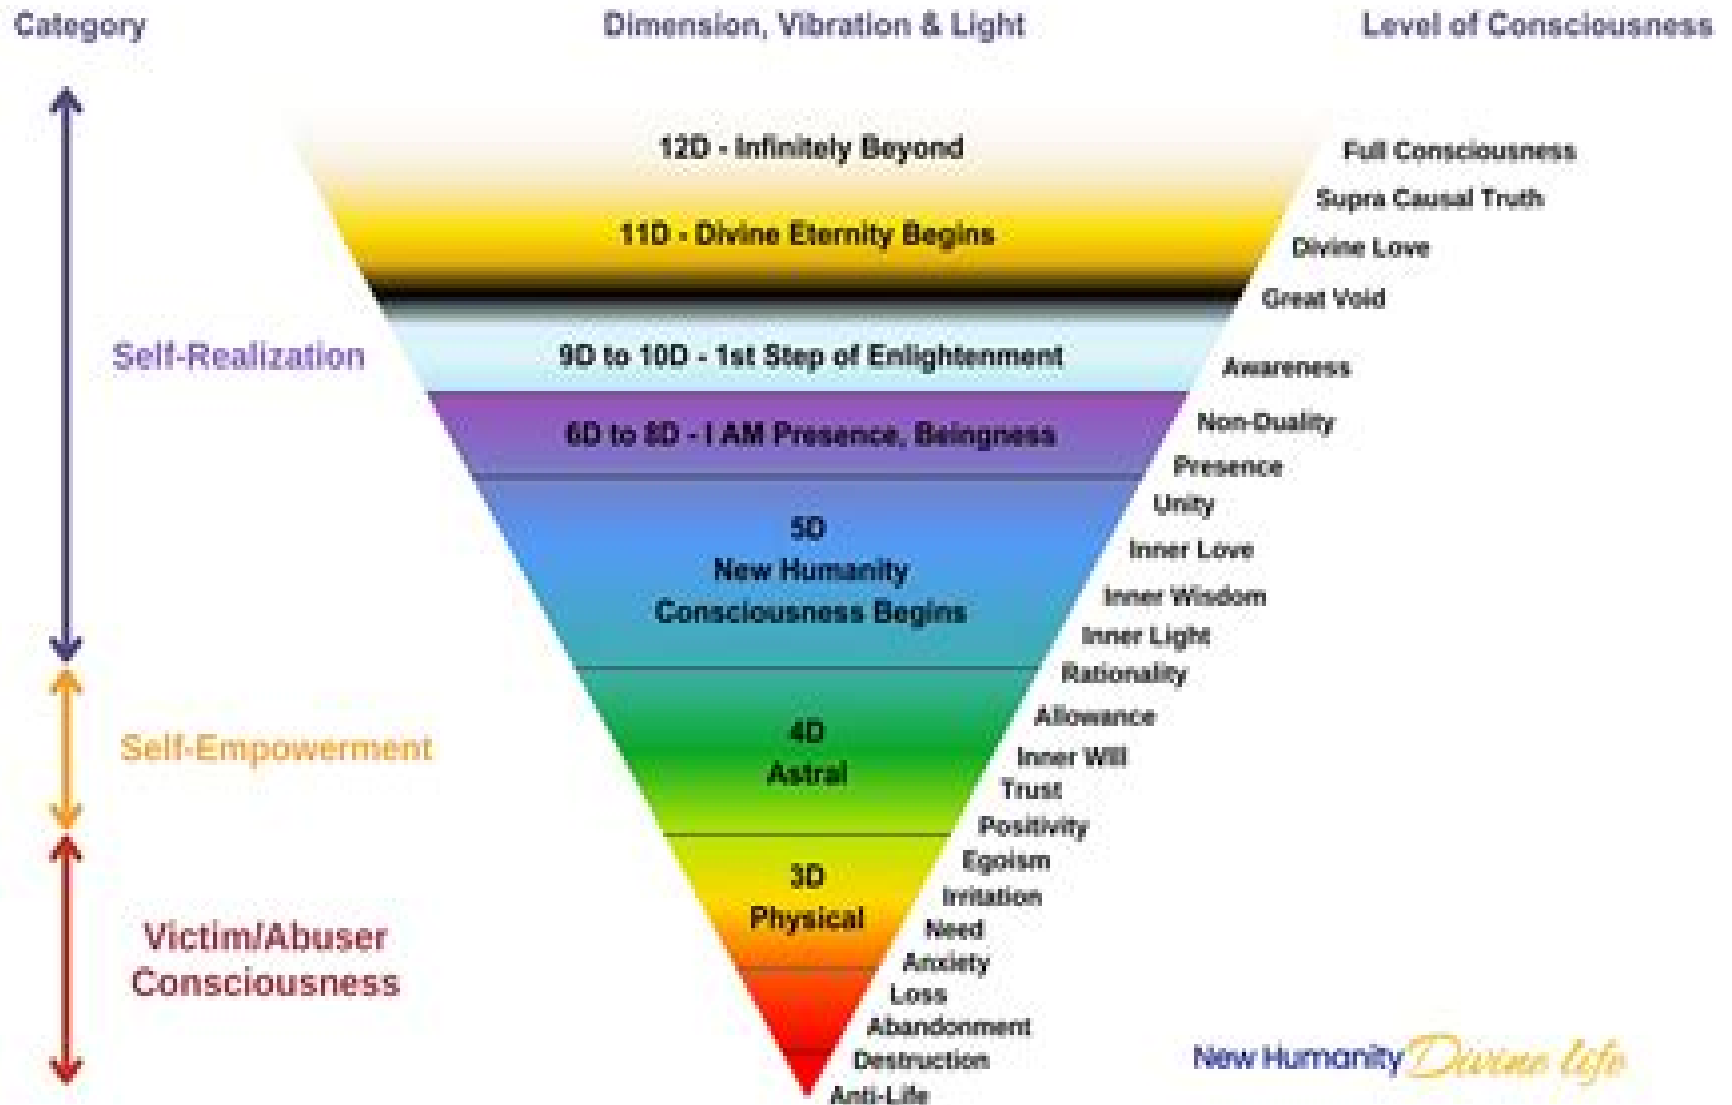 Category
Dimension, Vibration & Light
Level of Consciousness
12D - Infinitely Beyond
11D - Divine Eternity Begins
9D to 10D - 1st Step of Enlightenment
6D to 8D - I AM Presence, Beingness
5D
New Humanity
Consciousness Begins
4D
Astral
3D
Physical
Self-Realization
Self-Empowerment
Victim/Abuser
Consciousness
Full Consciousness
Supra Causal Truth
Divine Love
Great Void
Awareness
Non-Duality
Presence
Unity
Inner Love
Inner Wisdom
Inner Light
Rationality
Allowance
Inner Will
Trust
Positivity
Egoism
Irritation
Need
Anxiety
Loss
Abandonment
Destruction
Anti-Life
New Humanity Divine life